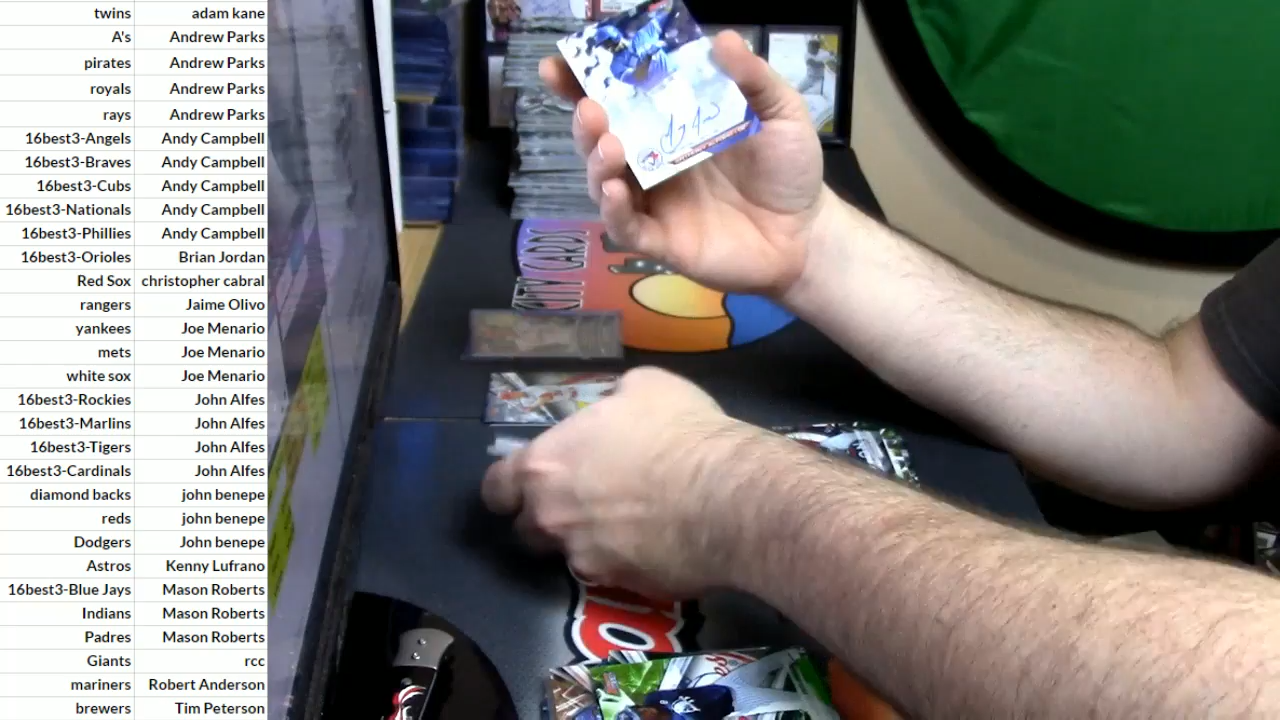 twins adam kane
A's Andrew Parks
pirates Andrew Parks
royals Andrew Parks
rays Andrew Parks
16best3-Angels Andy Campbell
16best3-Braves Andy Campbell
16best3-Cubs Andy Campbell
16best3-Nationals Andy Campbell
16best3-Phillies Andy Campbell
16best3-Orioles Brian Jordan
Red Sox christopher cabral
rangers Jaime Olivo
yankees Joe Menario
mets Joe Menario
white sox Joe Menario
16best3-Rockies John Alfes
16best3-Marlins John Alfes
16best3-Tigers John Alfes
16best3-Cardinals John Alfes
diamond backs john benepe
reds john benepe
Dodgers John benepe
Astros Kenny Lufrano
16best3-Blue Jays Mason Roberts
Indians Mason Roberts
Padres Mason Roberts
Giants rcc
mariners Robert Anderson
brewers Tim Peterson
CITY CARDS